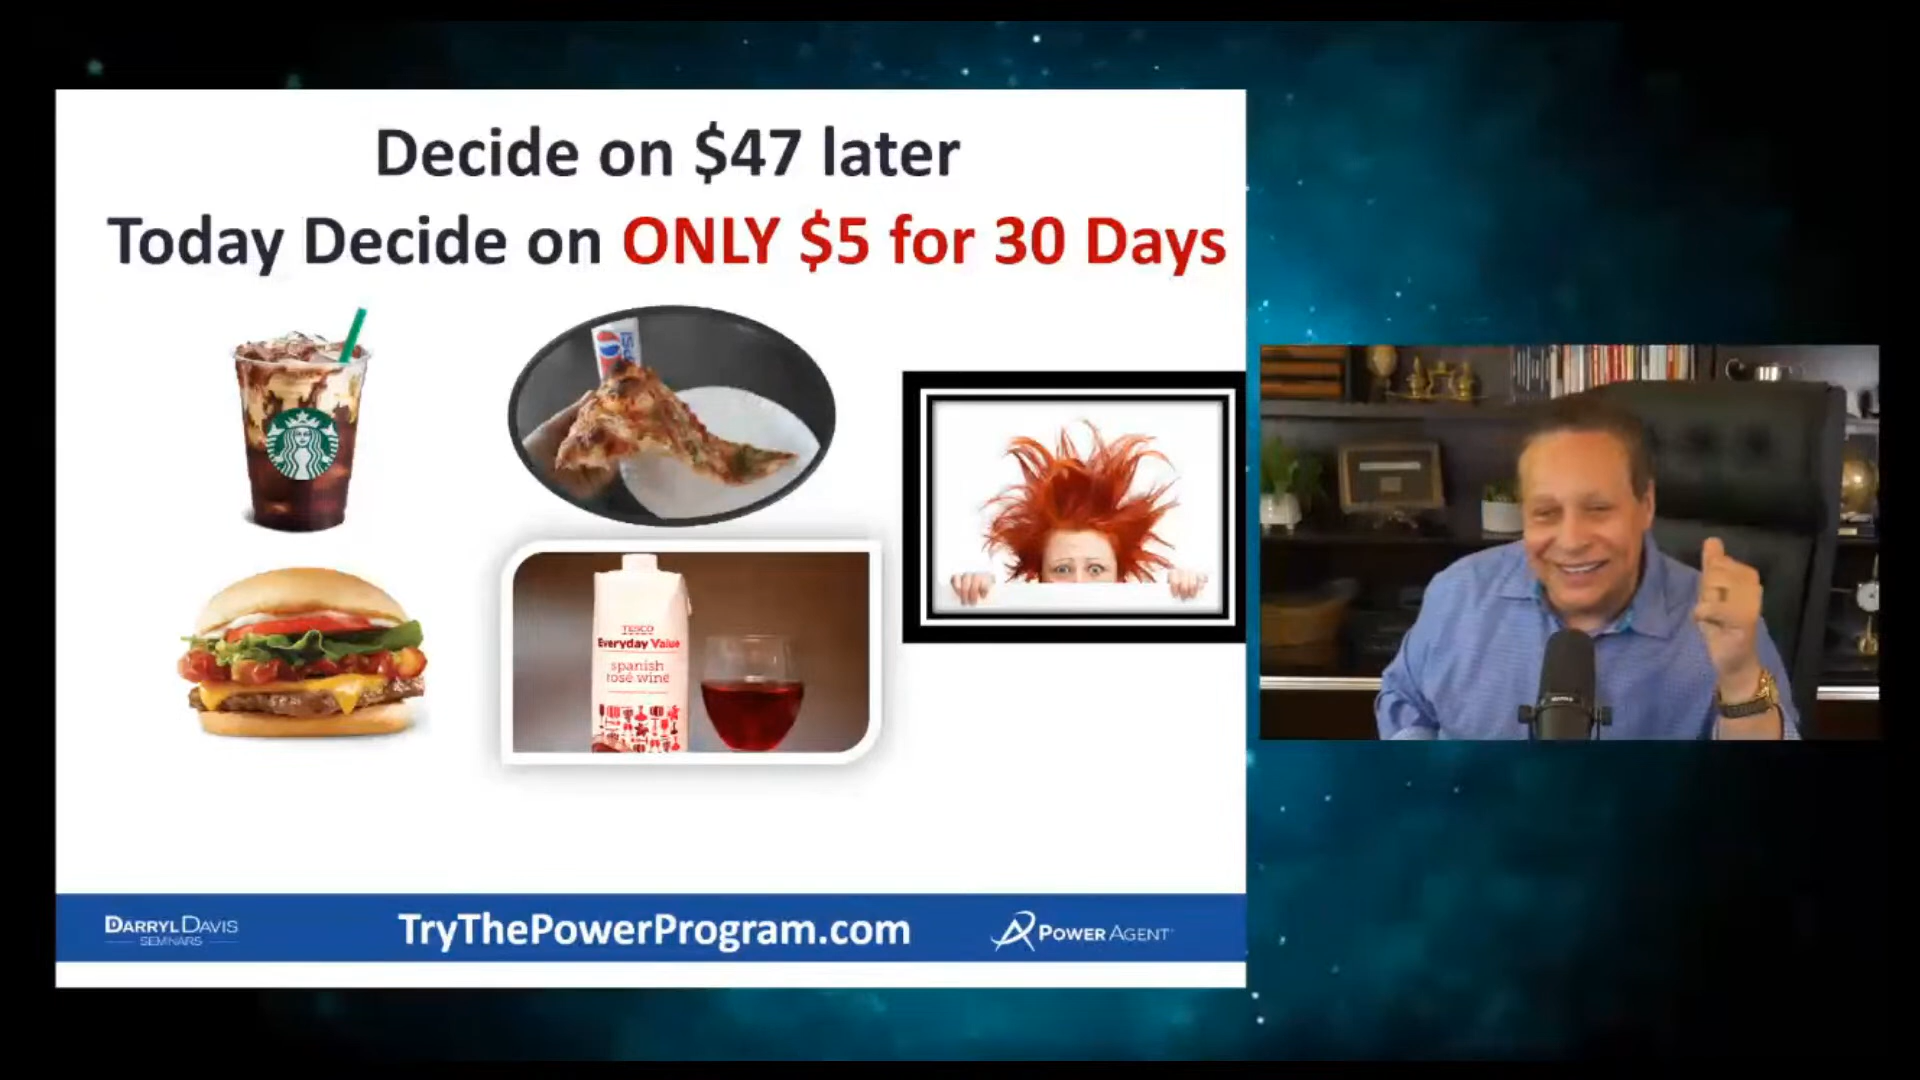 Decide on $47 later
Today Decide on ONLY $5 for 30 Days
TESCO
Everyday Value
spanish
rosé wine
DARRYL DAVIS
SEMINARS
TryThePowerProgram.com
POWER AGENT